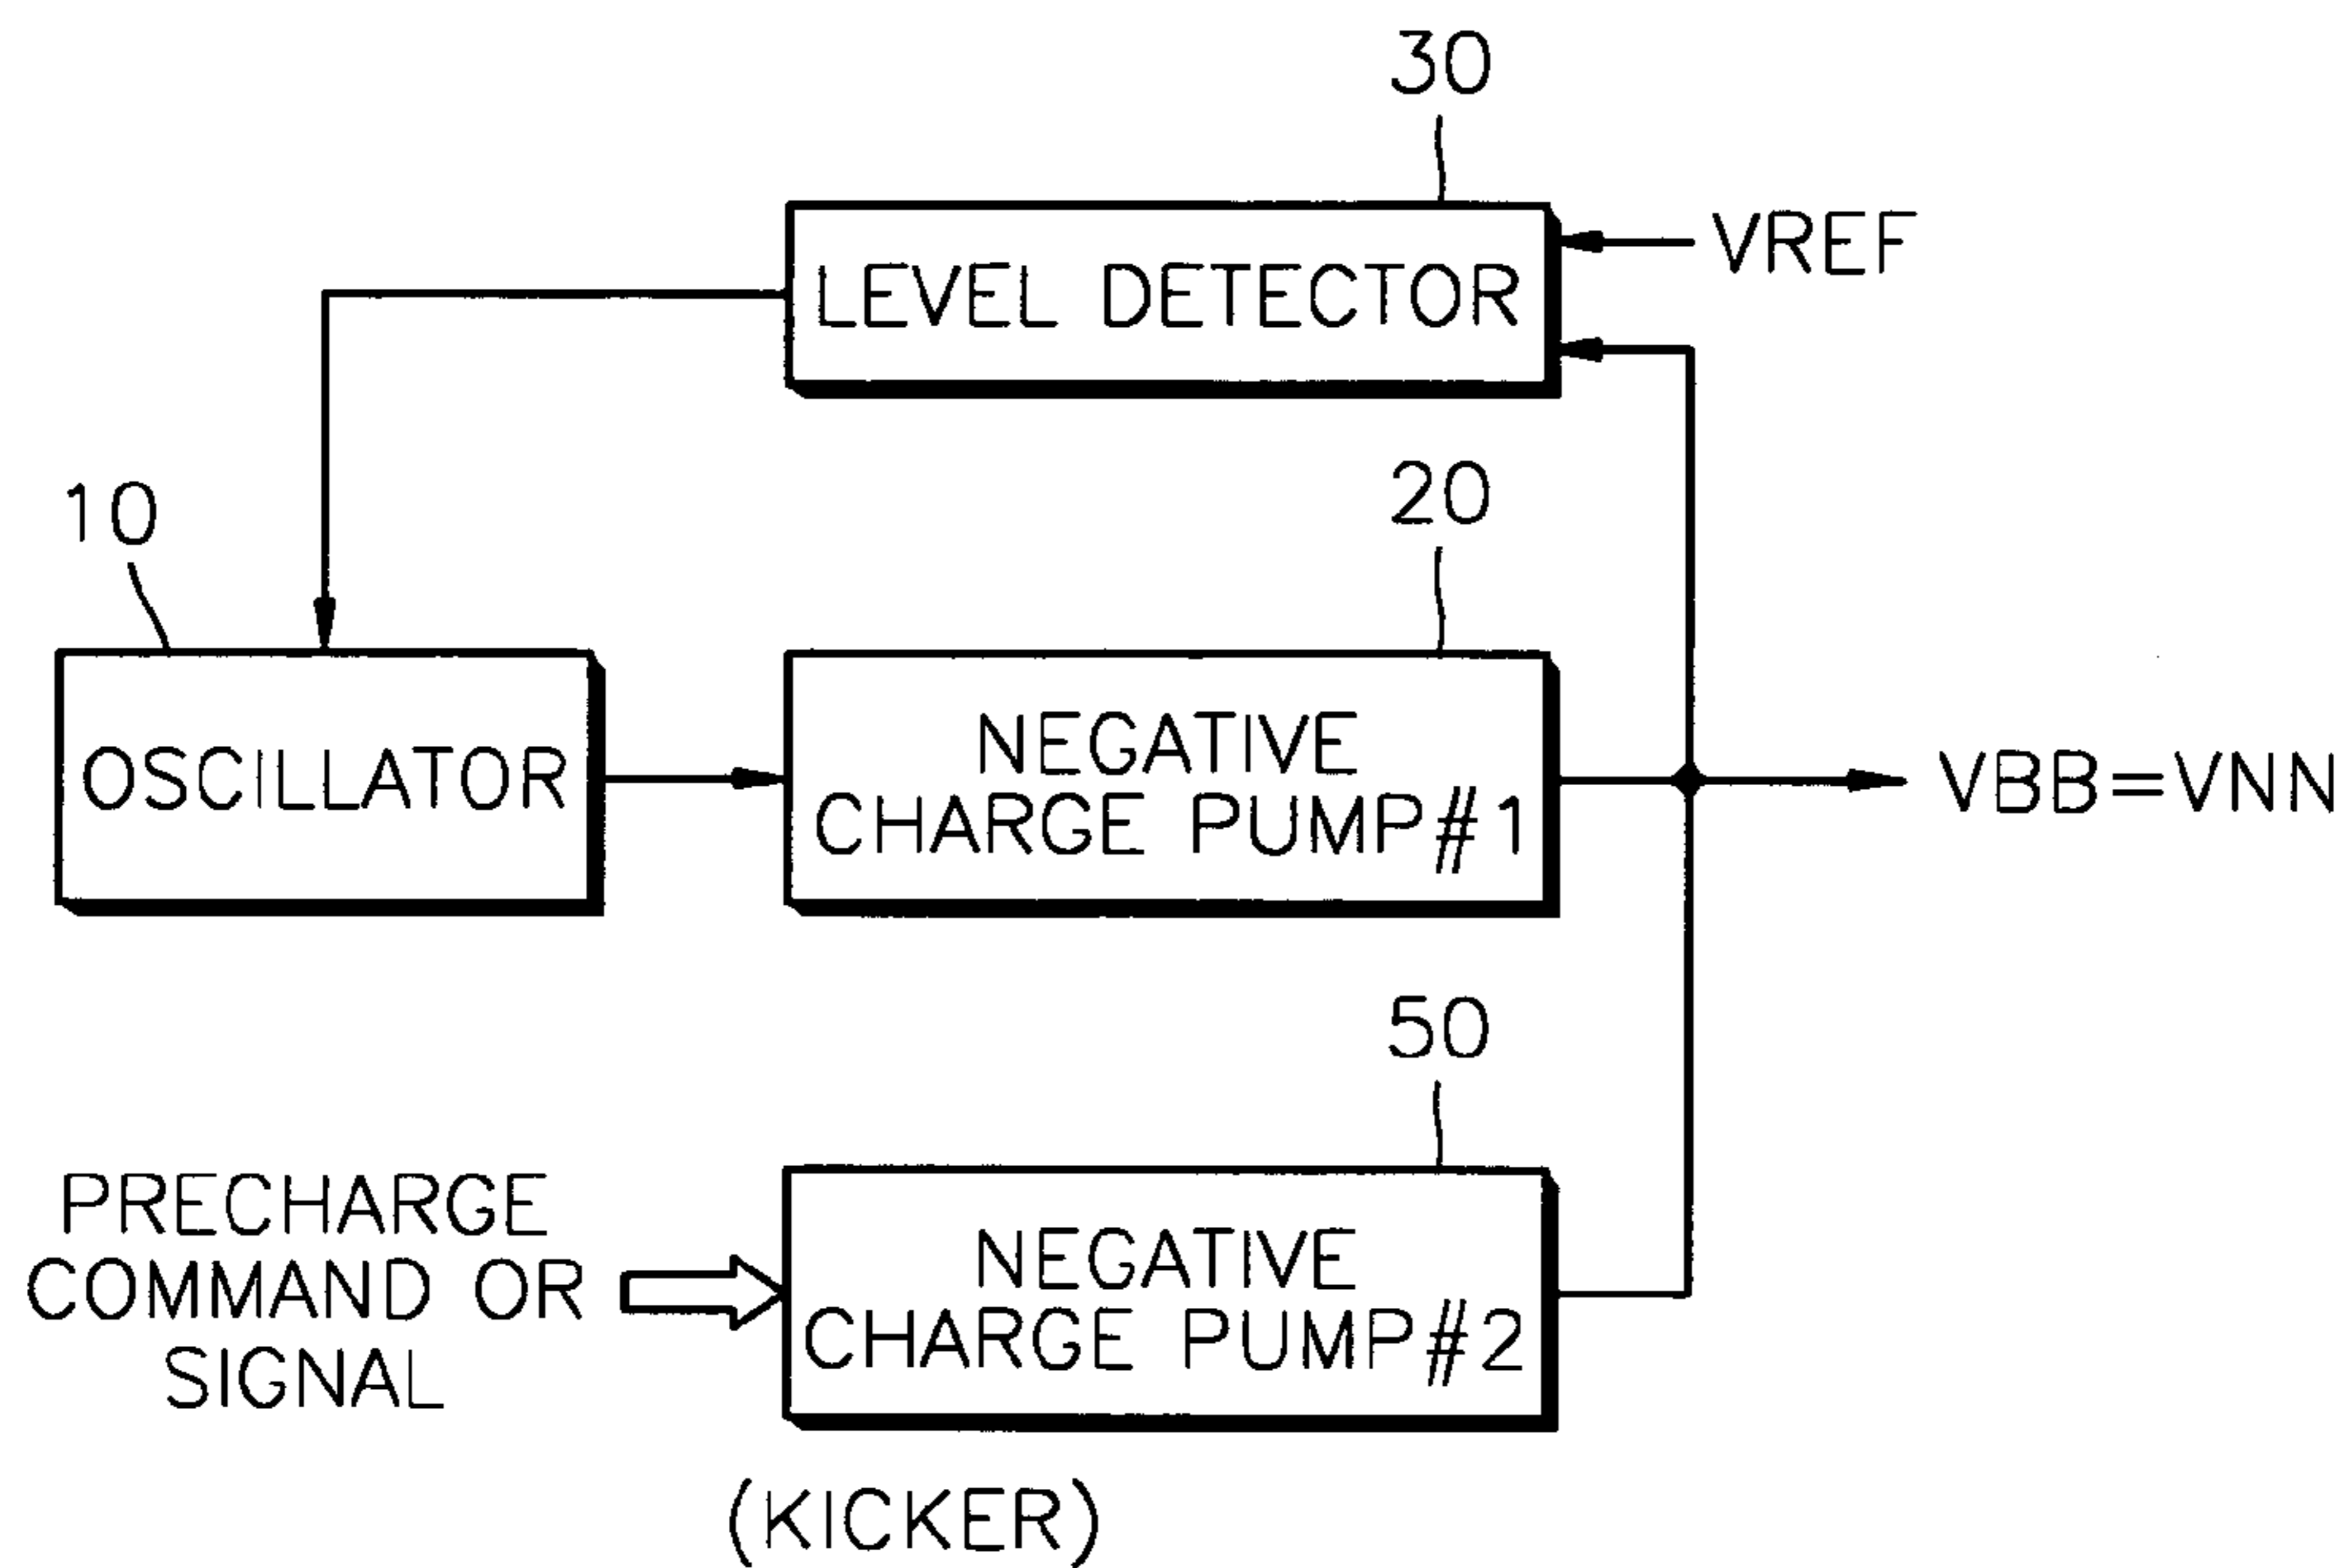 30
LEVEL DETECTOR
VREF
10
20
OSCILLATOR
NEGATIVE
CHARGE PUMP#1
VBB=VNN
50
PRECHARGE
COMMAND OR
SIGNAL
NEGATIVE
CHARGE PUMP#2
(KICKER)